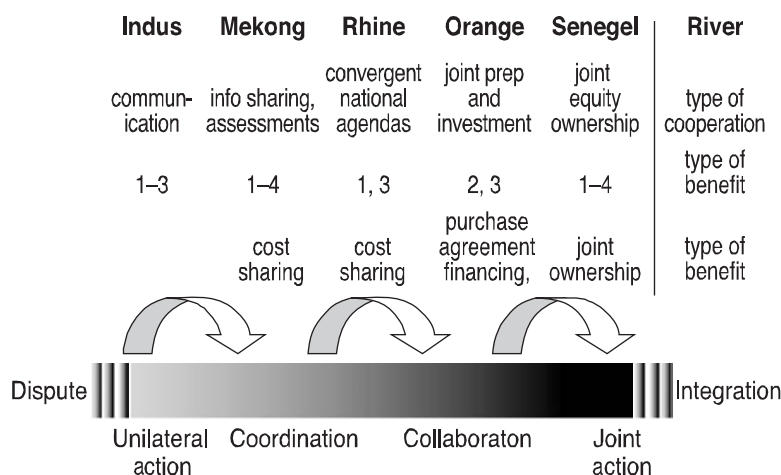 Indus Mekong Rhine Orange Senegel River
commun-
ication
info sharing,
assessments
convergent
national
agendas
joint prep
and
investment
joint
equity
ownership
type of
cooperation
1–3 1–4 1, 3 2, 3 1–4
type of
benefit
cost
sharing
cost
sharing
purchase
agreement
financing,
joint
ownership
type of
benefit
Dispute
Integration
Unilateral
action
Coordination
Collaboraton
Joint
action